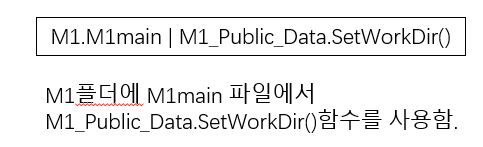 M1.M1main | M1_Public_Data.SetWorkDir()
M1플더에 M1main 파일에서
M1_Public_Data.SetWorkDir()함수를 사용함.